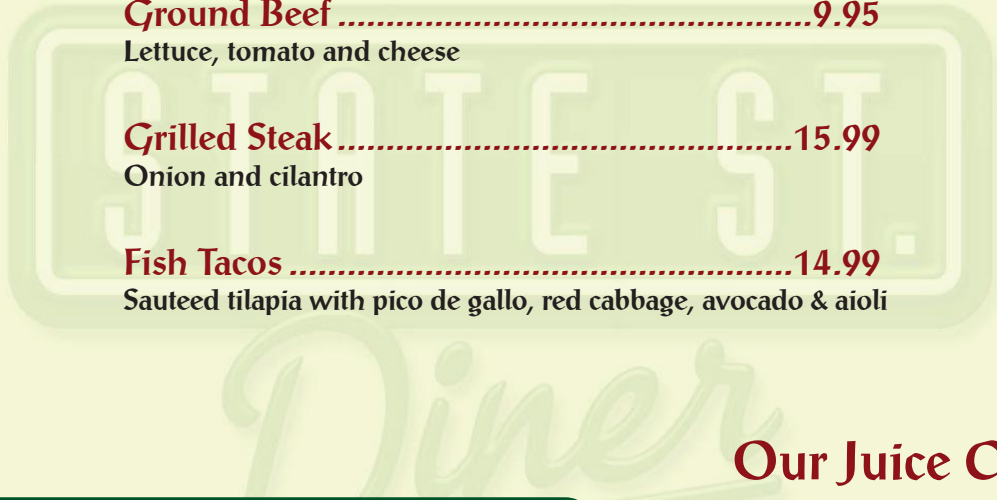 Ground Beef ..................................................9.95
Lettuce, tomato and cheese
Grilled Steak................................................15.99
Onion and cilantro
Fish Tacos .....................................................14.99
Sauteed tilapia with pico de gallo, red cabbage, avocado & aioli
STATE ST.
Diner
Our Juice